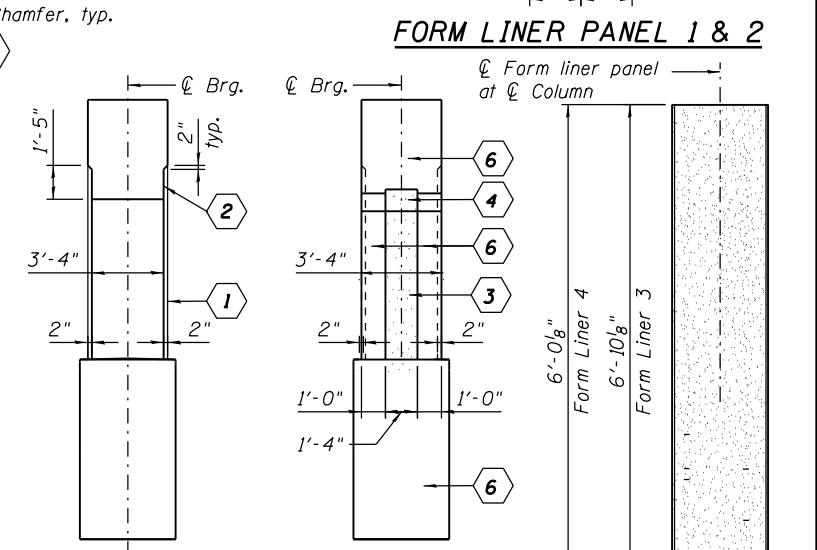 hamfer, typ.
FORM LINER PANEL 1 & 2
℄ Form liner panel
at ℄ Column
℄ Brg.
℄ Brg.
1'-5"
2"
typ.
2
3'-4"
1
2"
2"
6
4
6
3'-4"
3
2"
2"
1'-0"
1'-0"
1'-4"
6
6'-0⅛"
Form Liner 4
6'-10⅛"
Form Liner 3